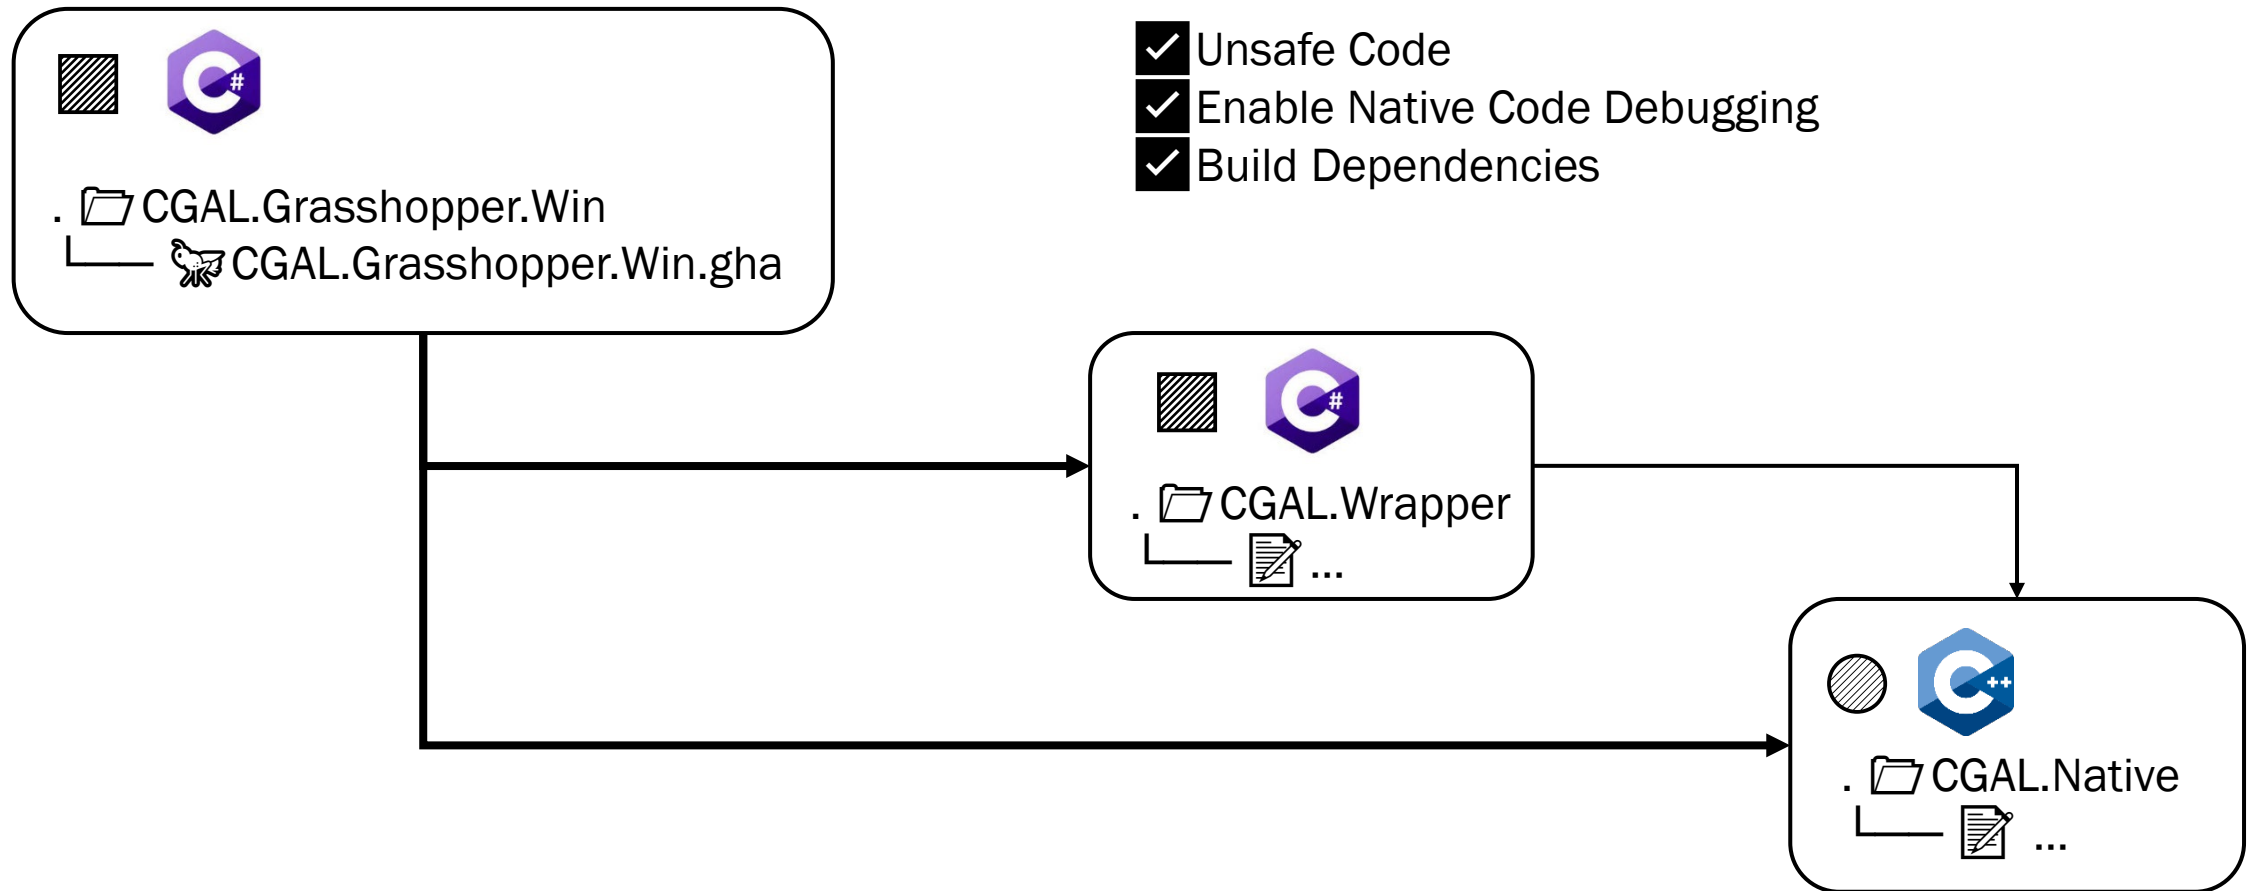 C#
. CGAL.Grasshopper.Win
CGAL.Grasshopper.Win.gha
Unsafe Code
Enable Native Code Debugging
Build Dependencies
C#
. CGAL.Wrapper
...
C++
. CGAL.Native
...